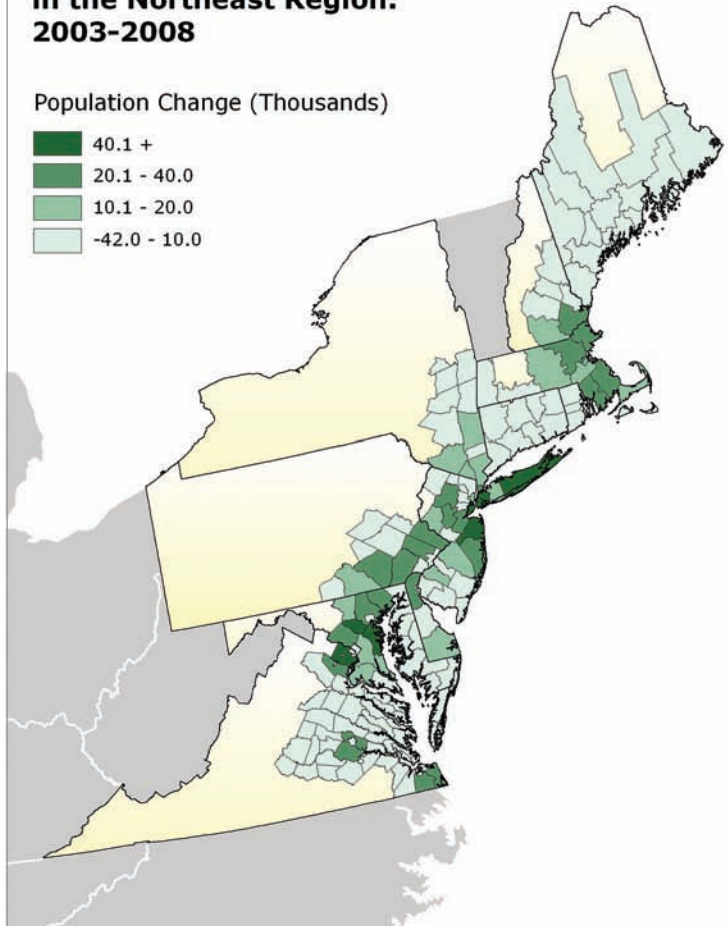 in the Northeast Region:
2003-2008
Population Change (Thousands)
40.1 +
20.1 - 40.0
10.1 - 20.0
-42.0 - 10.0